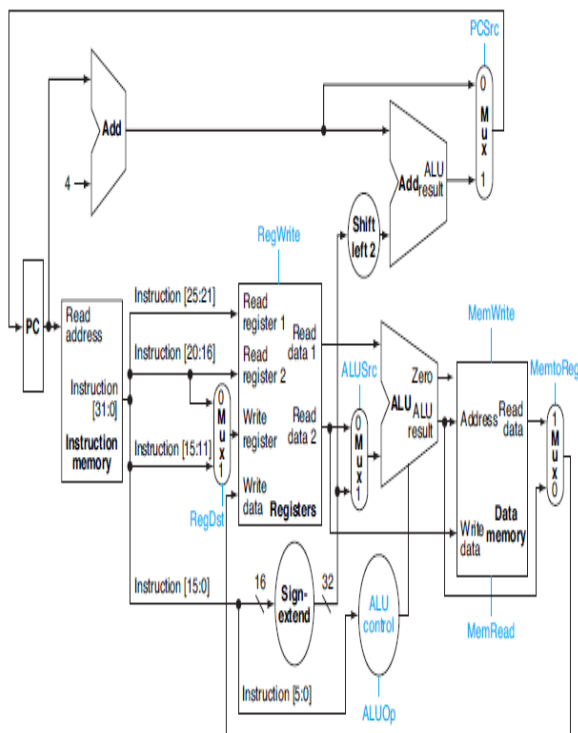 PCSrc
0
M
u
x
1
Add
4
Add
ALU
result
Shift
left 2
RegWrite
PC
Read
address
Instruction
[31:0]
Instruction
memory
Instruction [25:21]
Instruction [20:16]
Instruction [15:11]
0
M
u
x
1
RegDst
Read
register 1
Read
register 2
Write
register
Write
data
Read
data 1
Read
data 2
Registers
ALUSrc
0
M
u
x
1
Zero
ALU
ALU
result
MemWrite
Address
Read
data
Write
data
Data
memory
MemRead
MemtoReg
1
M
u
x
0
Instruction [15:0]
16
Sign-
extend
32
ALU
control
Instruction [5:0]
ALUOp